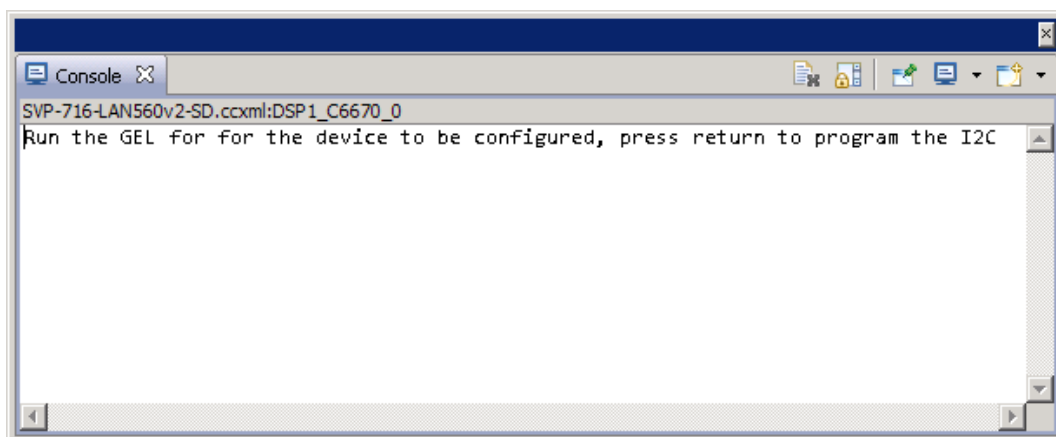 Console
SVP-716-LAN560v2-SD.ccxml:DSP1_C6670_0
Run the GEL for for the device to be configured, press return to program the I2C